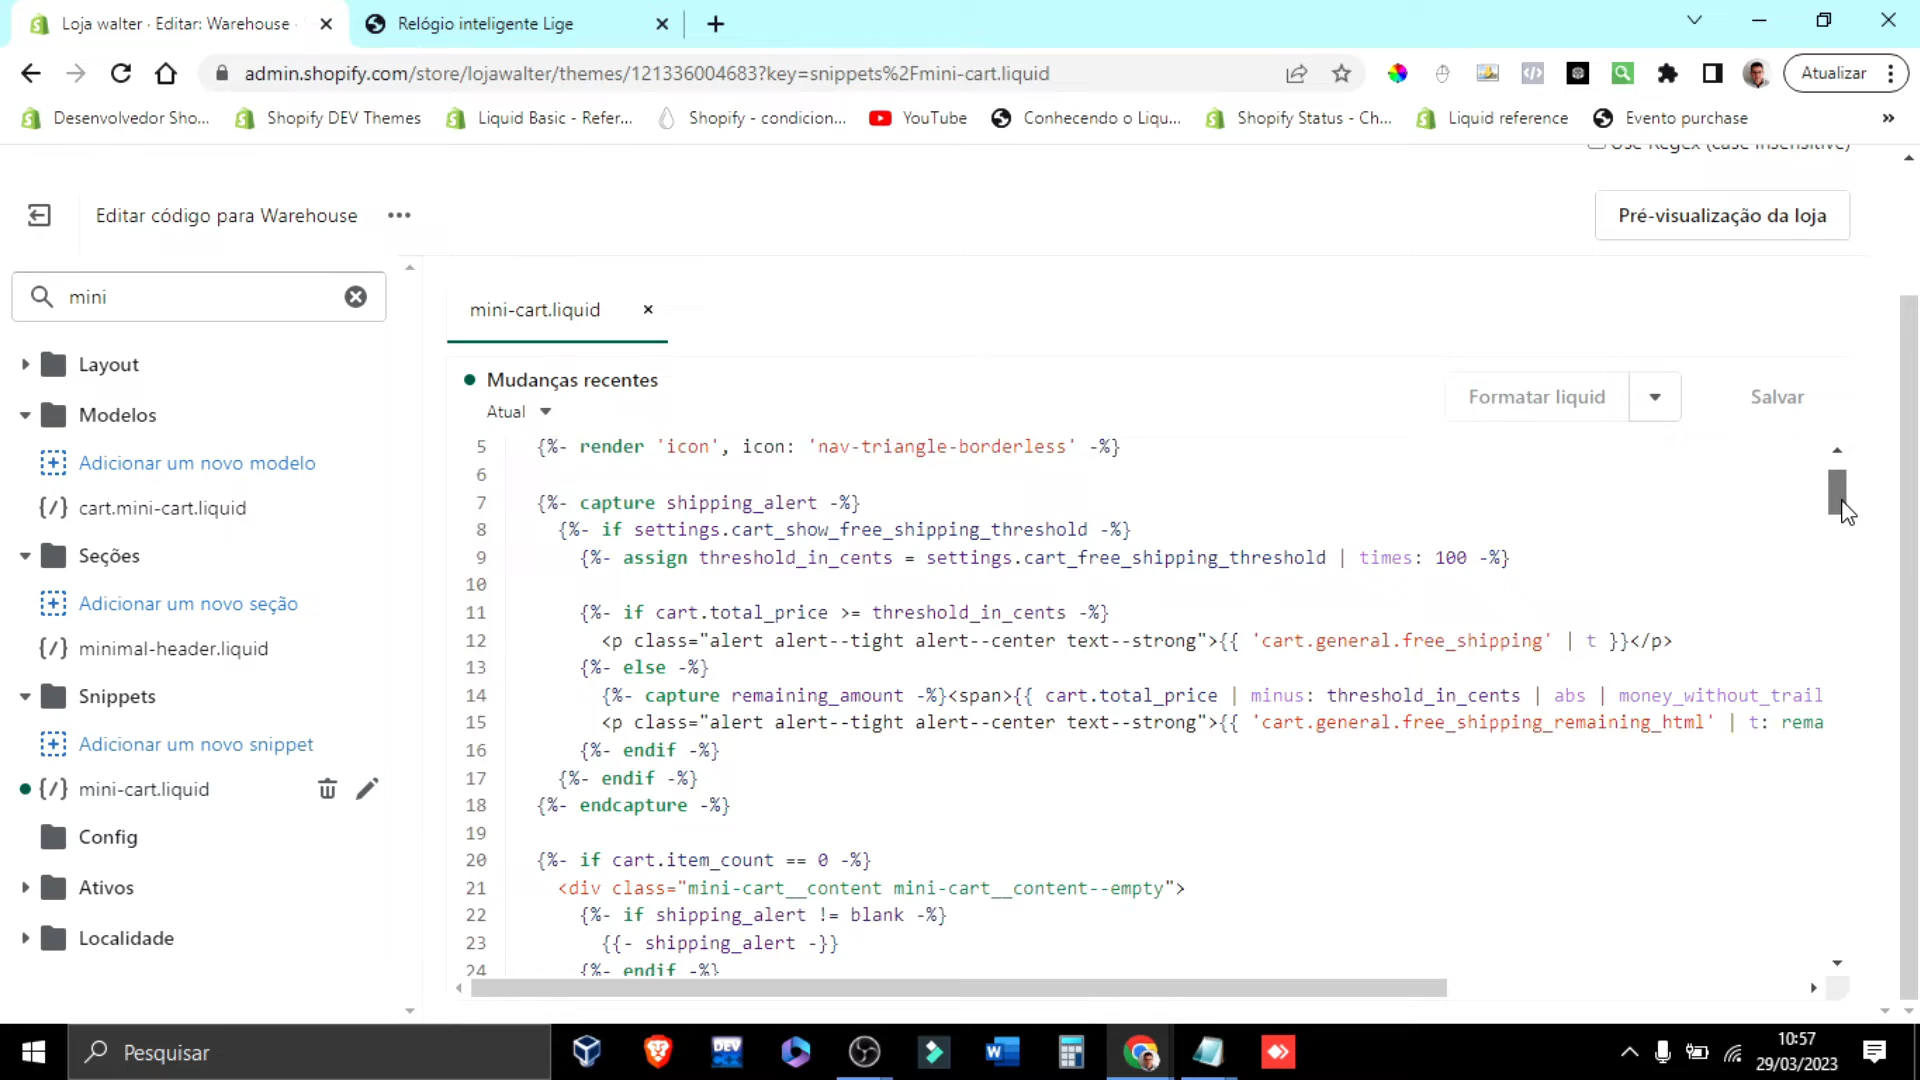 Loja walter · Editar: Warehouse ·
Relógio inteligente Lige
admin.shopify.com/store/lojawalter/themes/121336004683?key=snippets%2Fmini-cart.liquid
Atualizar
Desenvolvedor Sho...
Shopify DEV Themes
Liquid Basic - Refer...
Shopify - condicion...
YouTube
Conhecendo o Liqu...
Shopify Status - Ch...
Liquid reference
Evento purchase
»
Use Regex (case insensitive)
Editar código para Warehouse
Pré-visualização da loja
mini
Layout
Modelos
Adicionar um novo modelo
{/} cart.mini-cart.liquid
Seções
Adicionar um novo seção
{/} minimal-header.liquid
Snippets
Adicionar um novo snippet
{/} mini-cart.liquid
Config
Ativos
Localidade
mini-cart.liquid
Mudanças recentes
Atual
Formatar liquid
Salvar
5 {%- render 'icon', icon: 'nav-triangle-borderless' -%}
6
7 {%- capture shipping_alert -%}
8 {%- if settings.cart_show_free_shipping_threshold -%}
9 {%- assign threshold_in_cents = settings.cart_free_shipping_threshold | times: 100 -%}
10
11 {%- if cart.total_price >= threshold_in_cents -%}
12 <p class="alert alert--tight alert--center text--strong">{{ 'cart.general.free_shipping' | t }}</p>
13 {%- else -%}
14 {%- capture remaining_amount -%}<span>{{ cart.total_price | minus: threshold_in_cents | abs | money_without_trail
15 <p class="alert alert--tight alert--center text--strong">{{ 'cart.general.free_shipping_remaining_html' | t: rema
16 {%- endif -%}
17 {%- endif -%}
18 {%- endcapture -%}
19
20 {%- if cart.item_count == 0 -%}
21 <div class="mini-cart__content mini-cart__content--empty">
22 {%- if shipping_alert != blank -%}
23 {{- shipping_alert -}}
24 {%- endif -%}
Pesquisar
DEV
10:57
29/03/2023